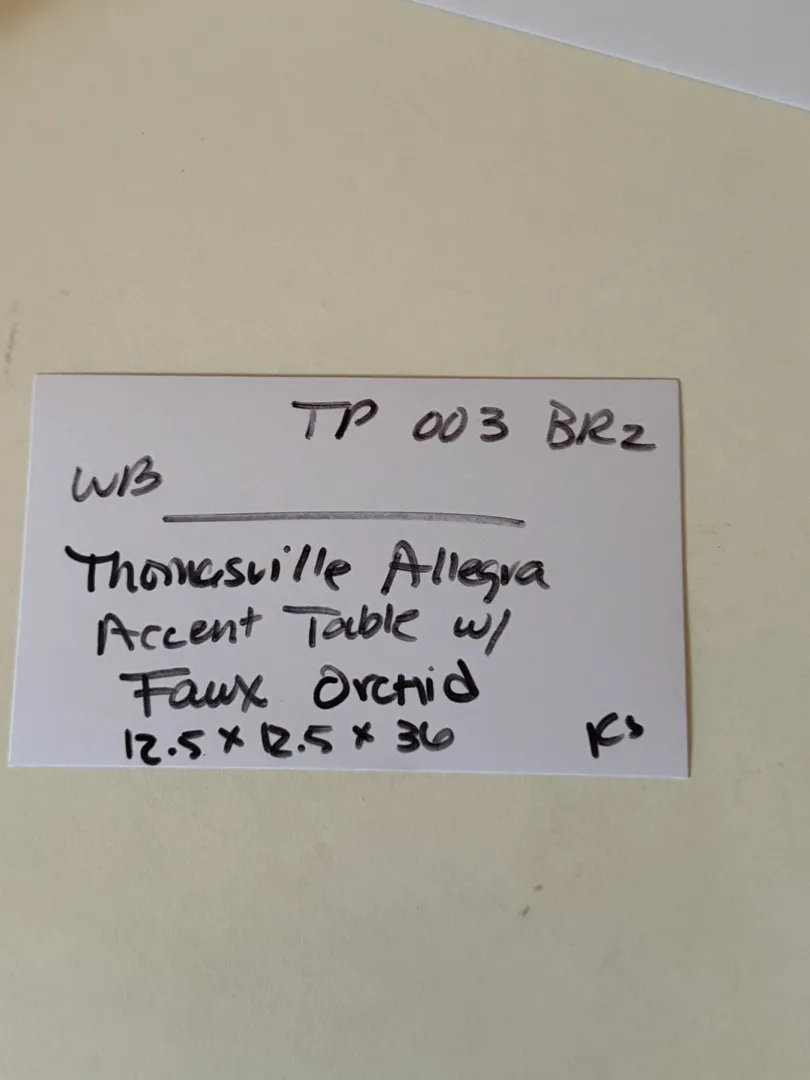 TP 003 BR2
WB
Thomasville Allegra
Accent Table w/
Faux Orchid
12.5 x 12.5 x 36 KS